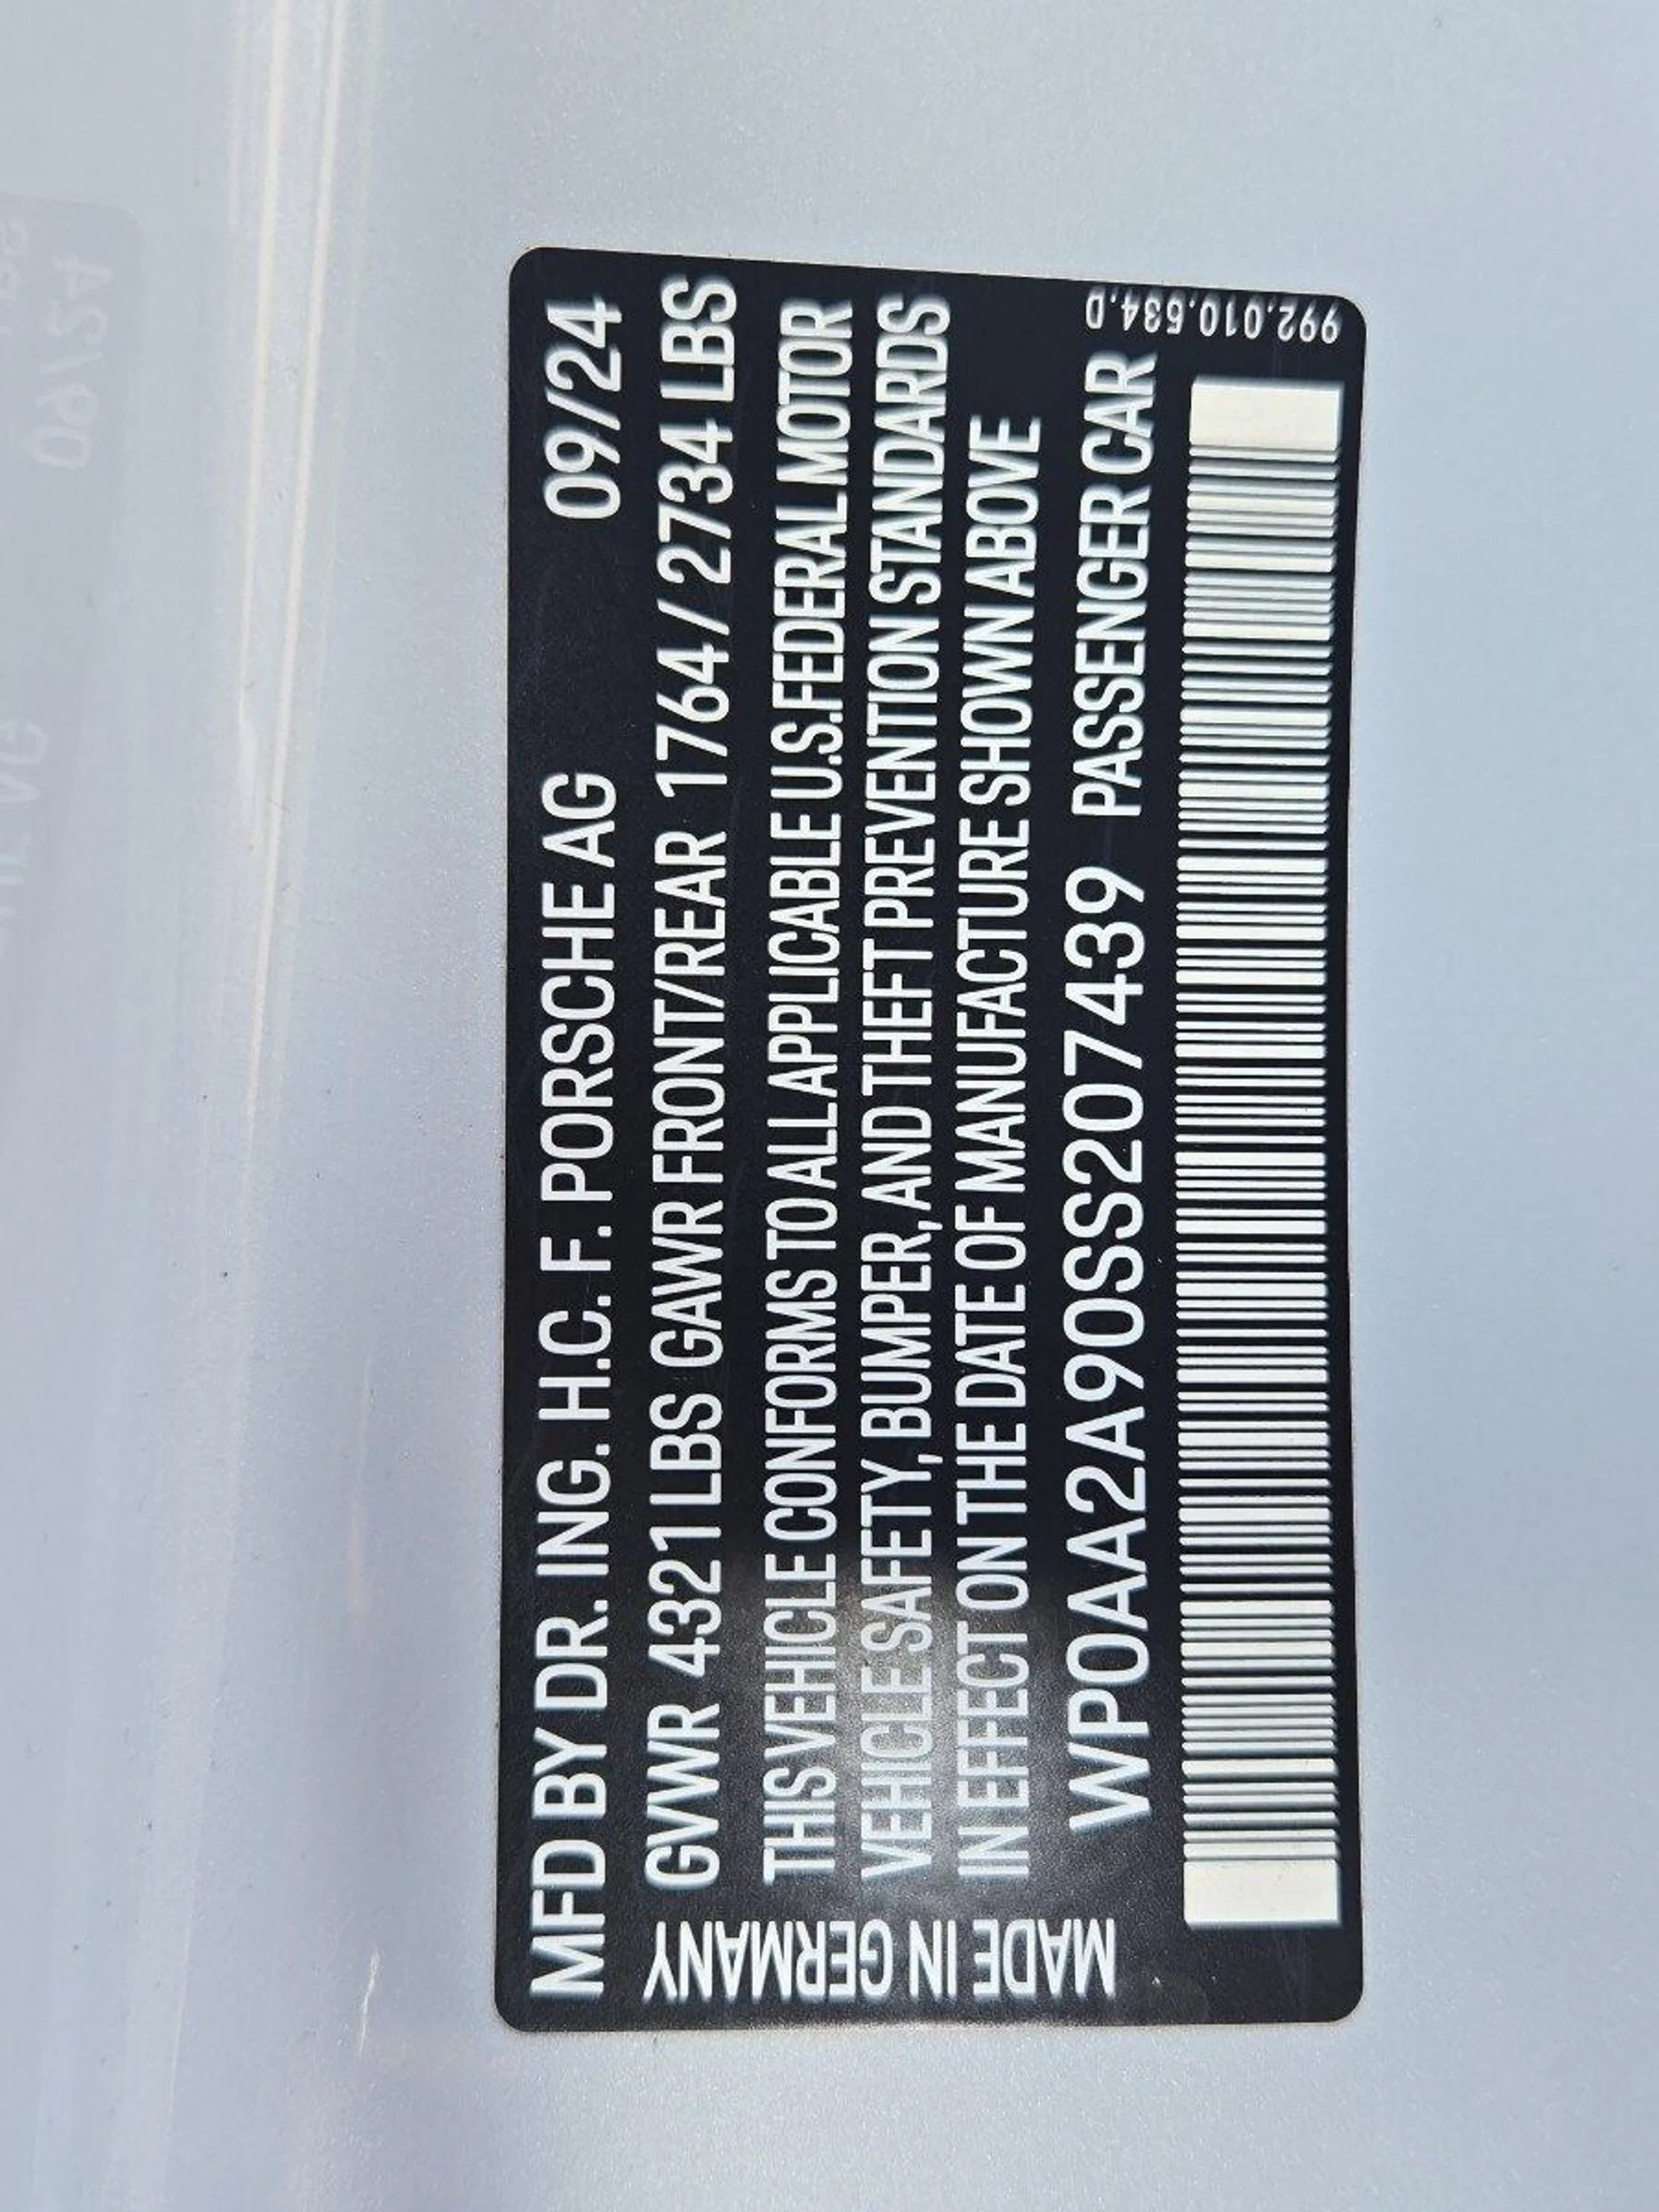 MFD BY DR. ING. H.C. F. PORSCHE AG 09/24
GVWR 4321 LBS GAWR FRONT/REAR 1764/2734 LBS
THIS VEHICLE CONFORMS TO ALL APPLICABLE U.S.FEDERAL MOTOR
VEHICLE SAFETY, BUMPER, AND THEFT PREVENTION STANDARDS
IN EFFECT ON THE DATE OF MANUFACTURE SHOWN ABOVE
WP0AA2A90SS207439 PASSENGER CAR
MADE IN GERMANY
992.010.634.D